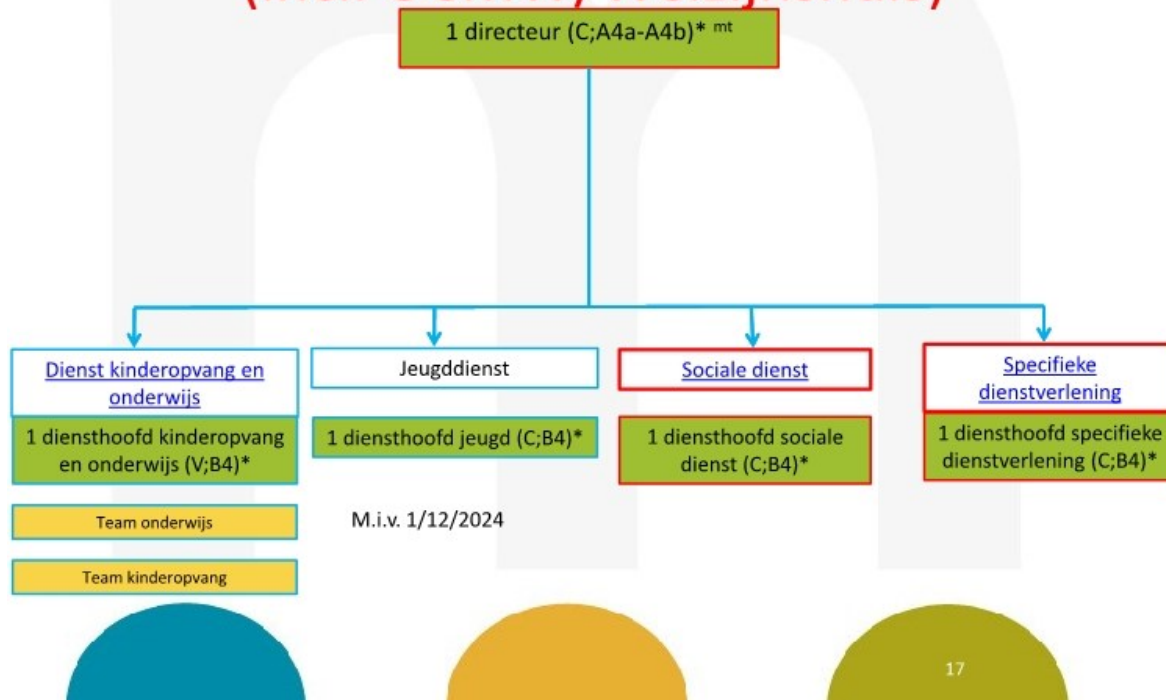 1 directeur (C;A4a-A4b)* mt
Dienst kinderopvang en
onderwijs
1 diensthoofd kinderopvang
en onderwijs (V;B4)*
Team onderwijs
Team kinderopvang
Jeugddienst
1 diensthoofd jeugd (C;B4)*
M.i.v. 1/12/2024
Sociale dienst
1 diensthoofd sociale
dienst (C;B4)*
Specifieke
dienstverlening
1 diensthoofd specifieke
dienstverlening (C;B4)*
17